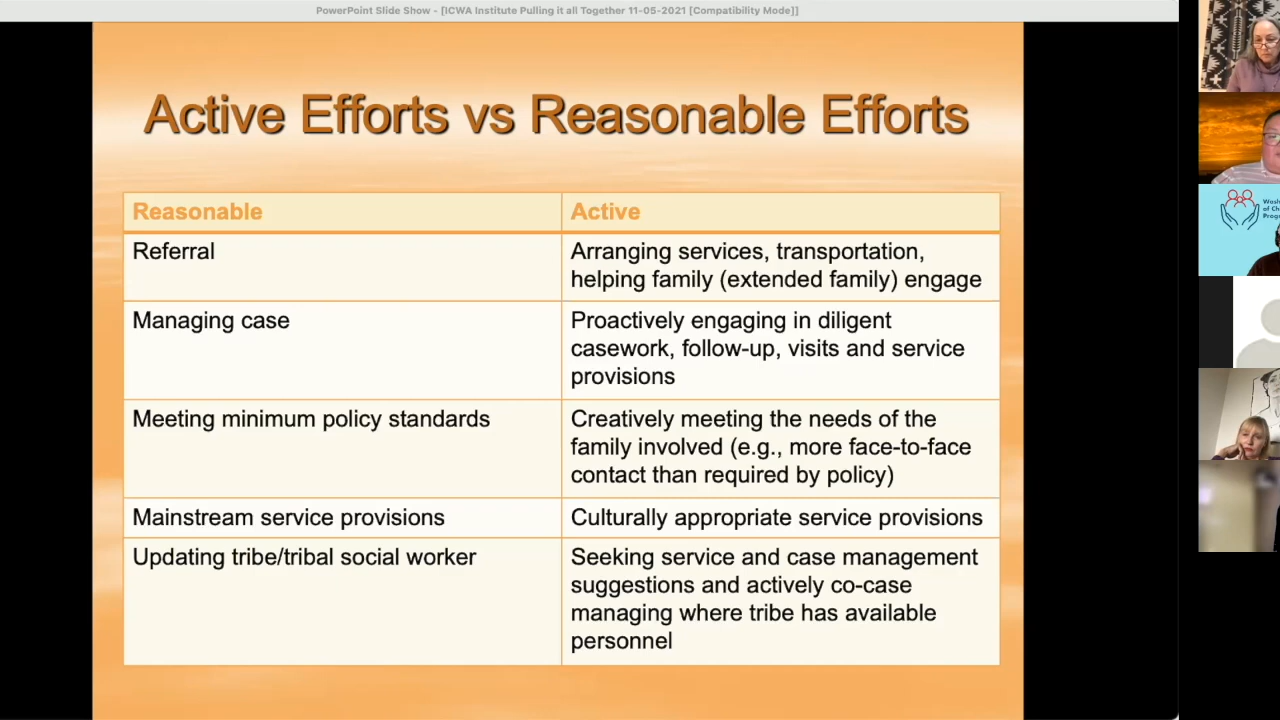 PowerPoint Slide Show - [ICWA Institute Pulling it all Together 11-05-2021 [Compatibility Mode]]
Active Efforts vs Reasonable Efforts
Reasonable
Active
Referral
Arranging services, transportation,
helping family (extended family) engage
Managing case
Proactively engaging in diligent
casework, follow-up, visits and service
provisions
Meeting minimum policy standards
Creatively meeting the needs of the
family involved (e.g., more face-to-face
contact than required by policy)
Mainstream service provisions
Culturally appropriate service provisions
Updating tribe/tribal social worker
Seeking service and case management
suggestions and actively co-case
managing where tribe has available
personnel